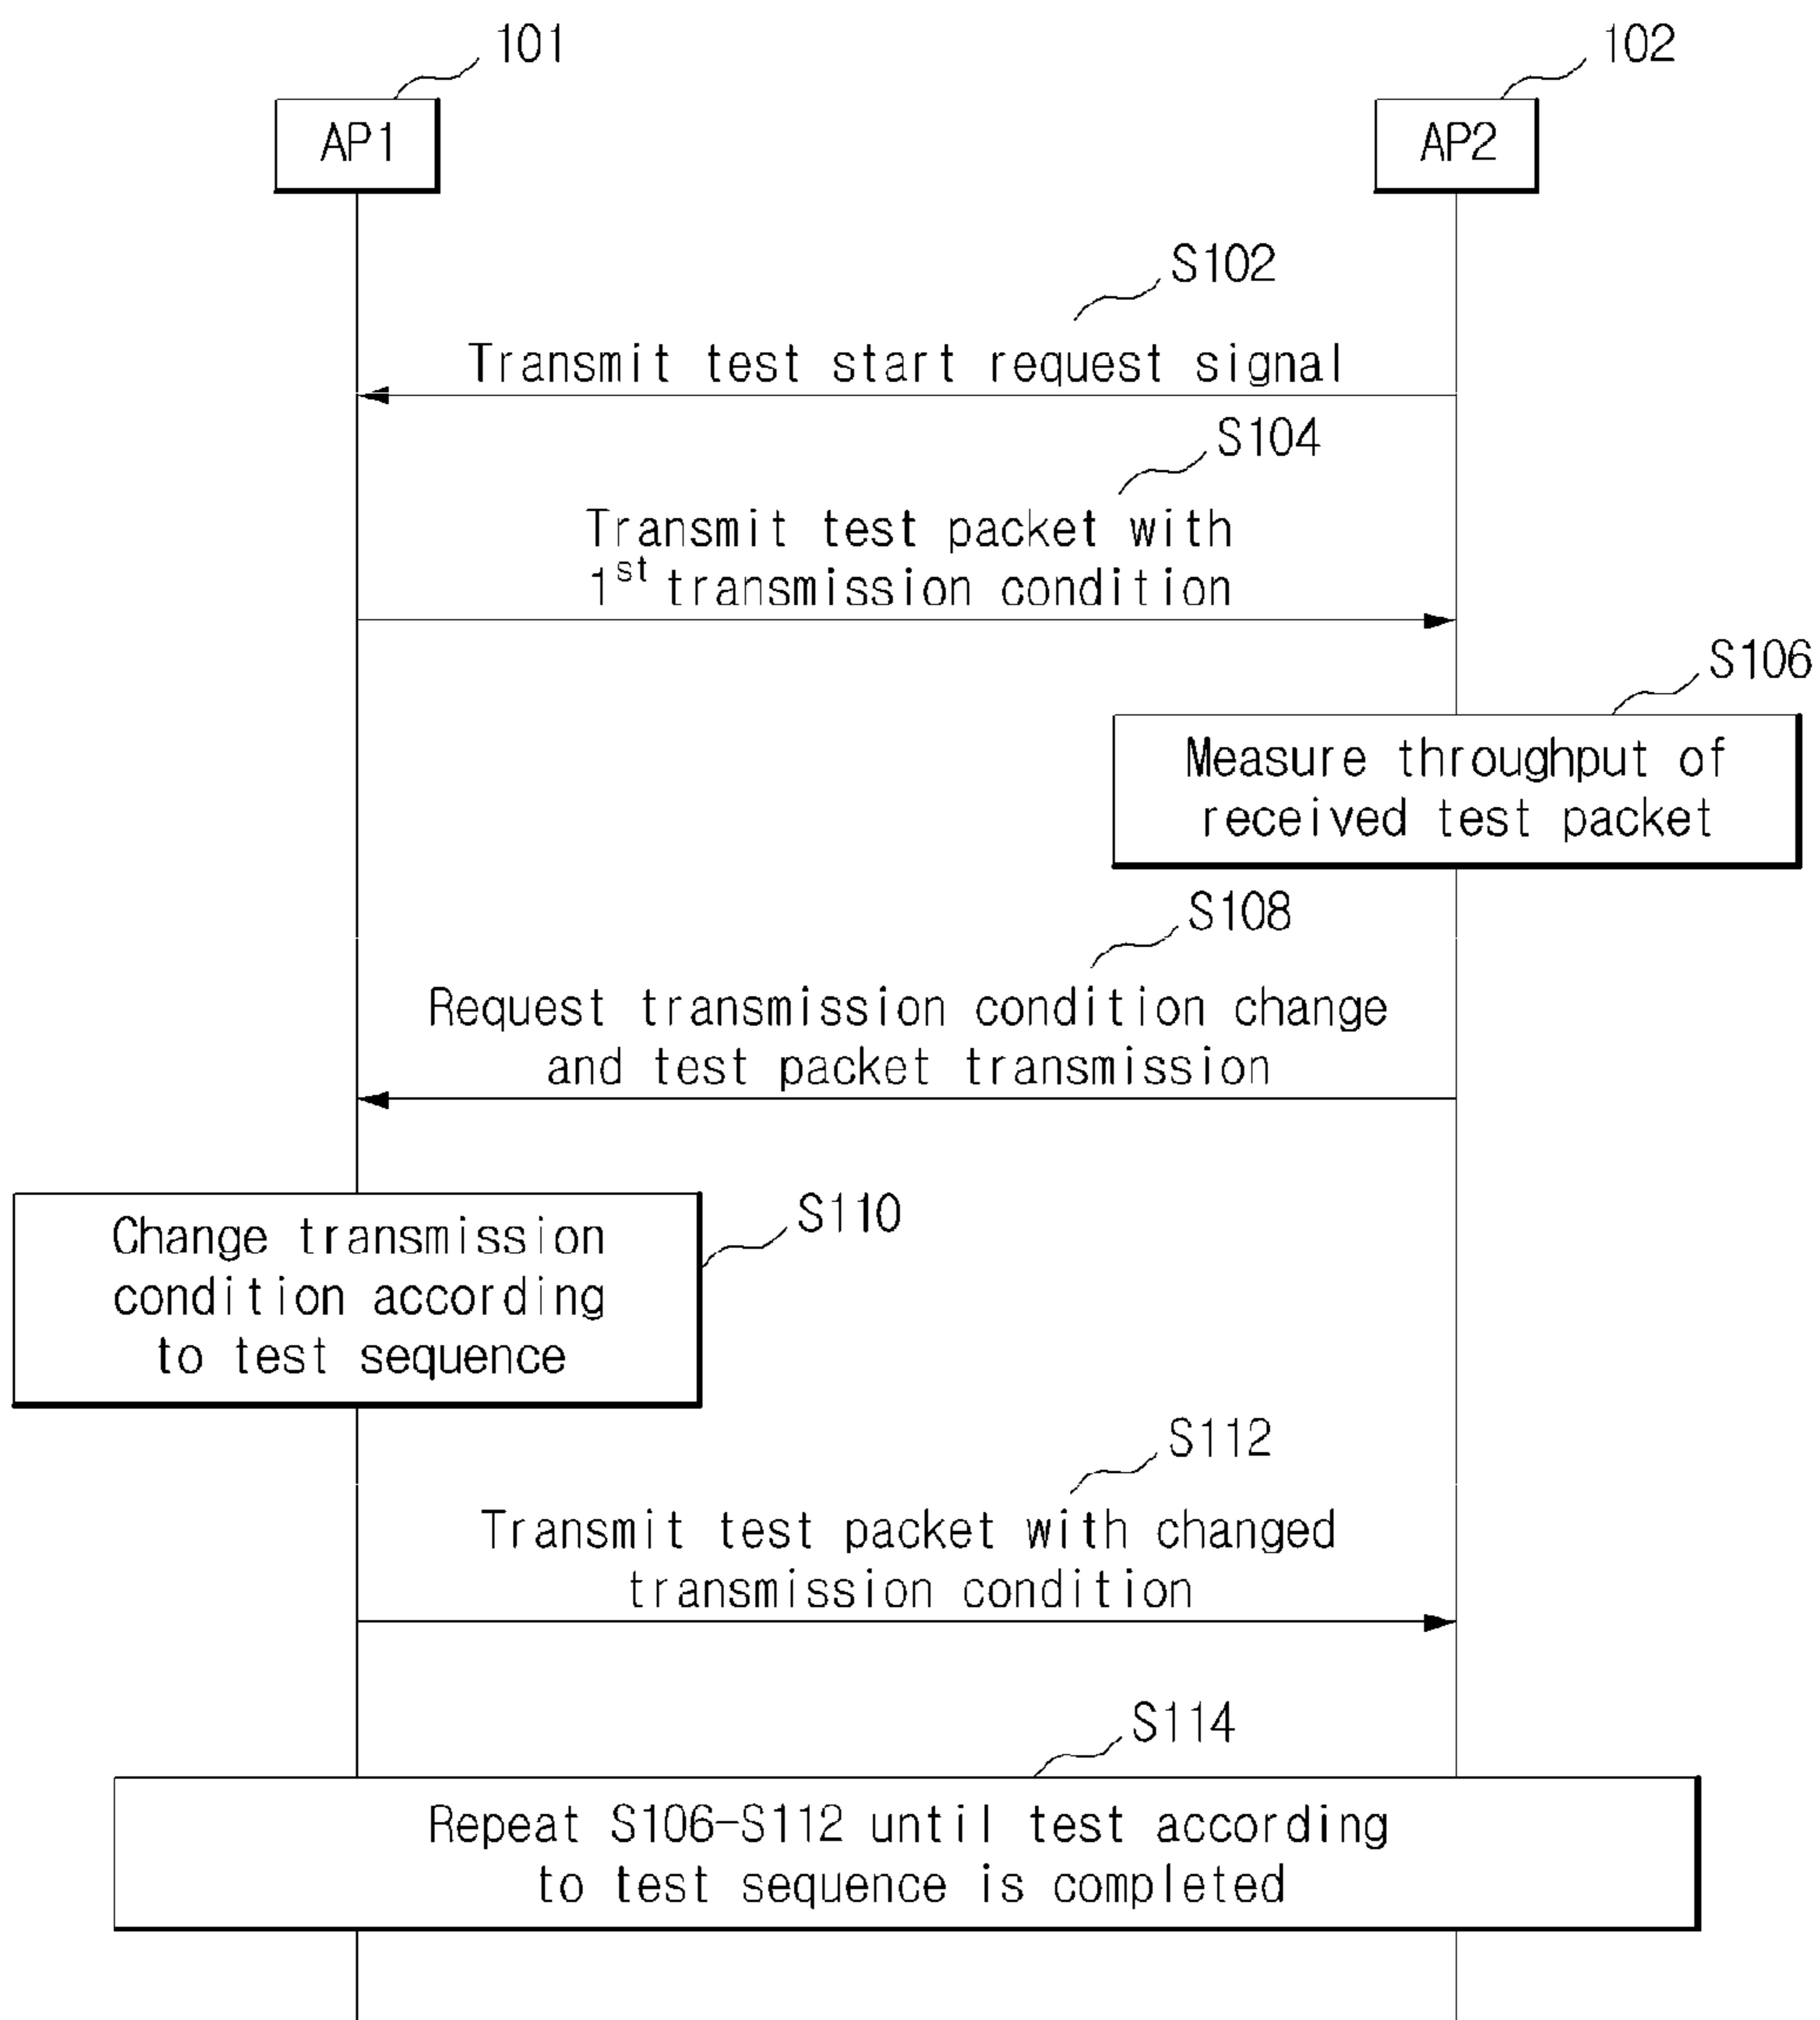 101
102
AP1
AP2
S102
Transmit test start request signal
S104
Transmit test packet with
1st transmission condition
S106
Measure throughput of
received test packet
S108
Request transmission condition change
and test packet transmission
S110
Change transmission
condition according
to test sequence
S112
Transmit test packet with changed
transmission condition
S114
Repeat S106-S112 until test according
to test sequence is completed